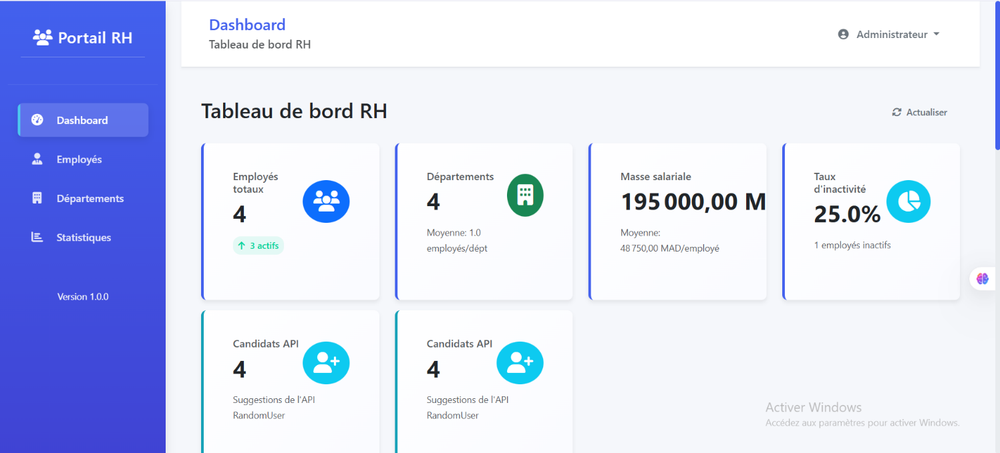 Portail RH
Dashboard
Employés
Départements
Statistiques
Version 1.0.0
Dashboard
Tableau de bord RH
Administrateur
Tableau de bord RH
Actualiser
Employés
totaux
4
3 actifs
Départements
4
Moyenne: 1.0
employés/dépt
Masse salariale
195 000,00 M
Moyenne:
48 750,00 MAD/employé
Taux
d'inactivité
25.0%
1 employés inactifs
Candidats API
4
Suggestions de l'API
RandomUser
Candidats API
4
Suggestions de l'API
RandomUser
Activer Windows
Accédez aux paramètres pour activer Windows.